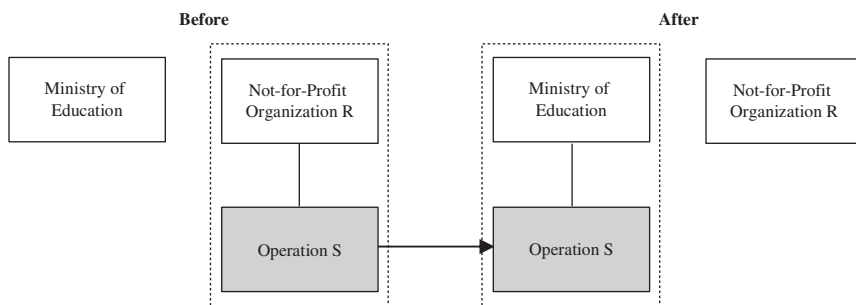 Before
After
Ministry of
Education
Not-for-Profit
Organization R
Ministry of
Education
Not-for-Profit
Organization R
Operation S
Operation S